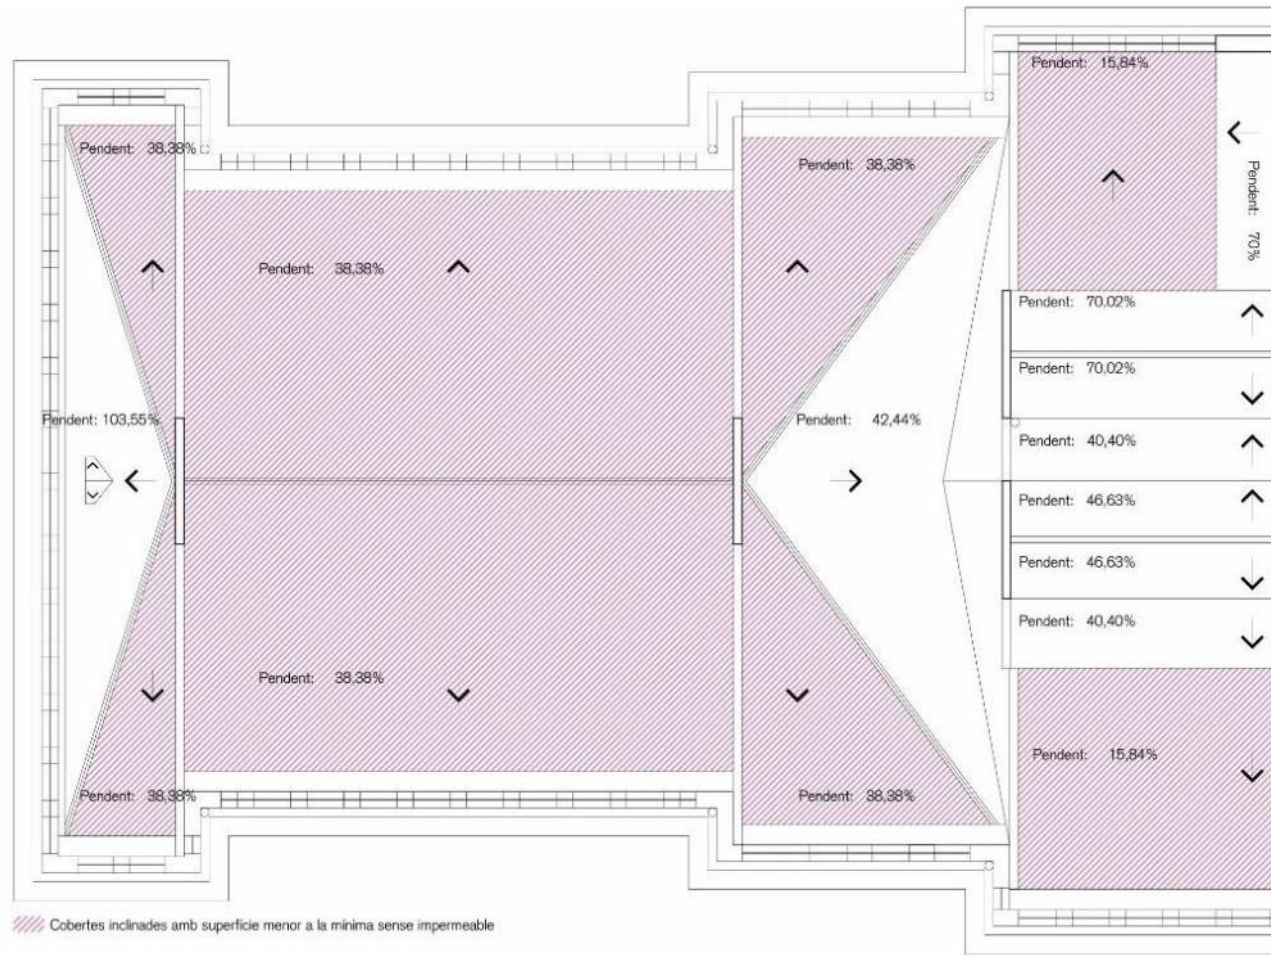 Pendent: 15,84%
Pendent: 38,38%
Pendent: 38,38%
Pendent: 70%
Pendent: 38,38%
Pendent: 70,02%
Pendent: 70,02%
Pendent: 103,55%
Pendent: 42,44%
Pendent: 40,40%
Pendent: 46,63%
Pendent: 46,63%
Pendent: 40,40%
Pendent: 38,38%
Pendent: 15,84%
Pendent: 38,38%
Pendent: 38,38%
Cobertes inclinades amb superfície menor a la mínima sense impermeable